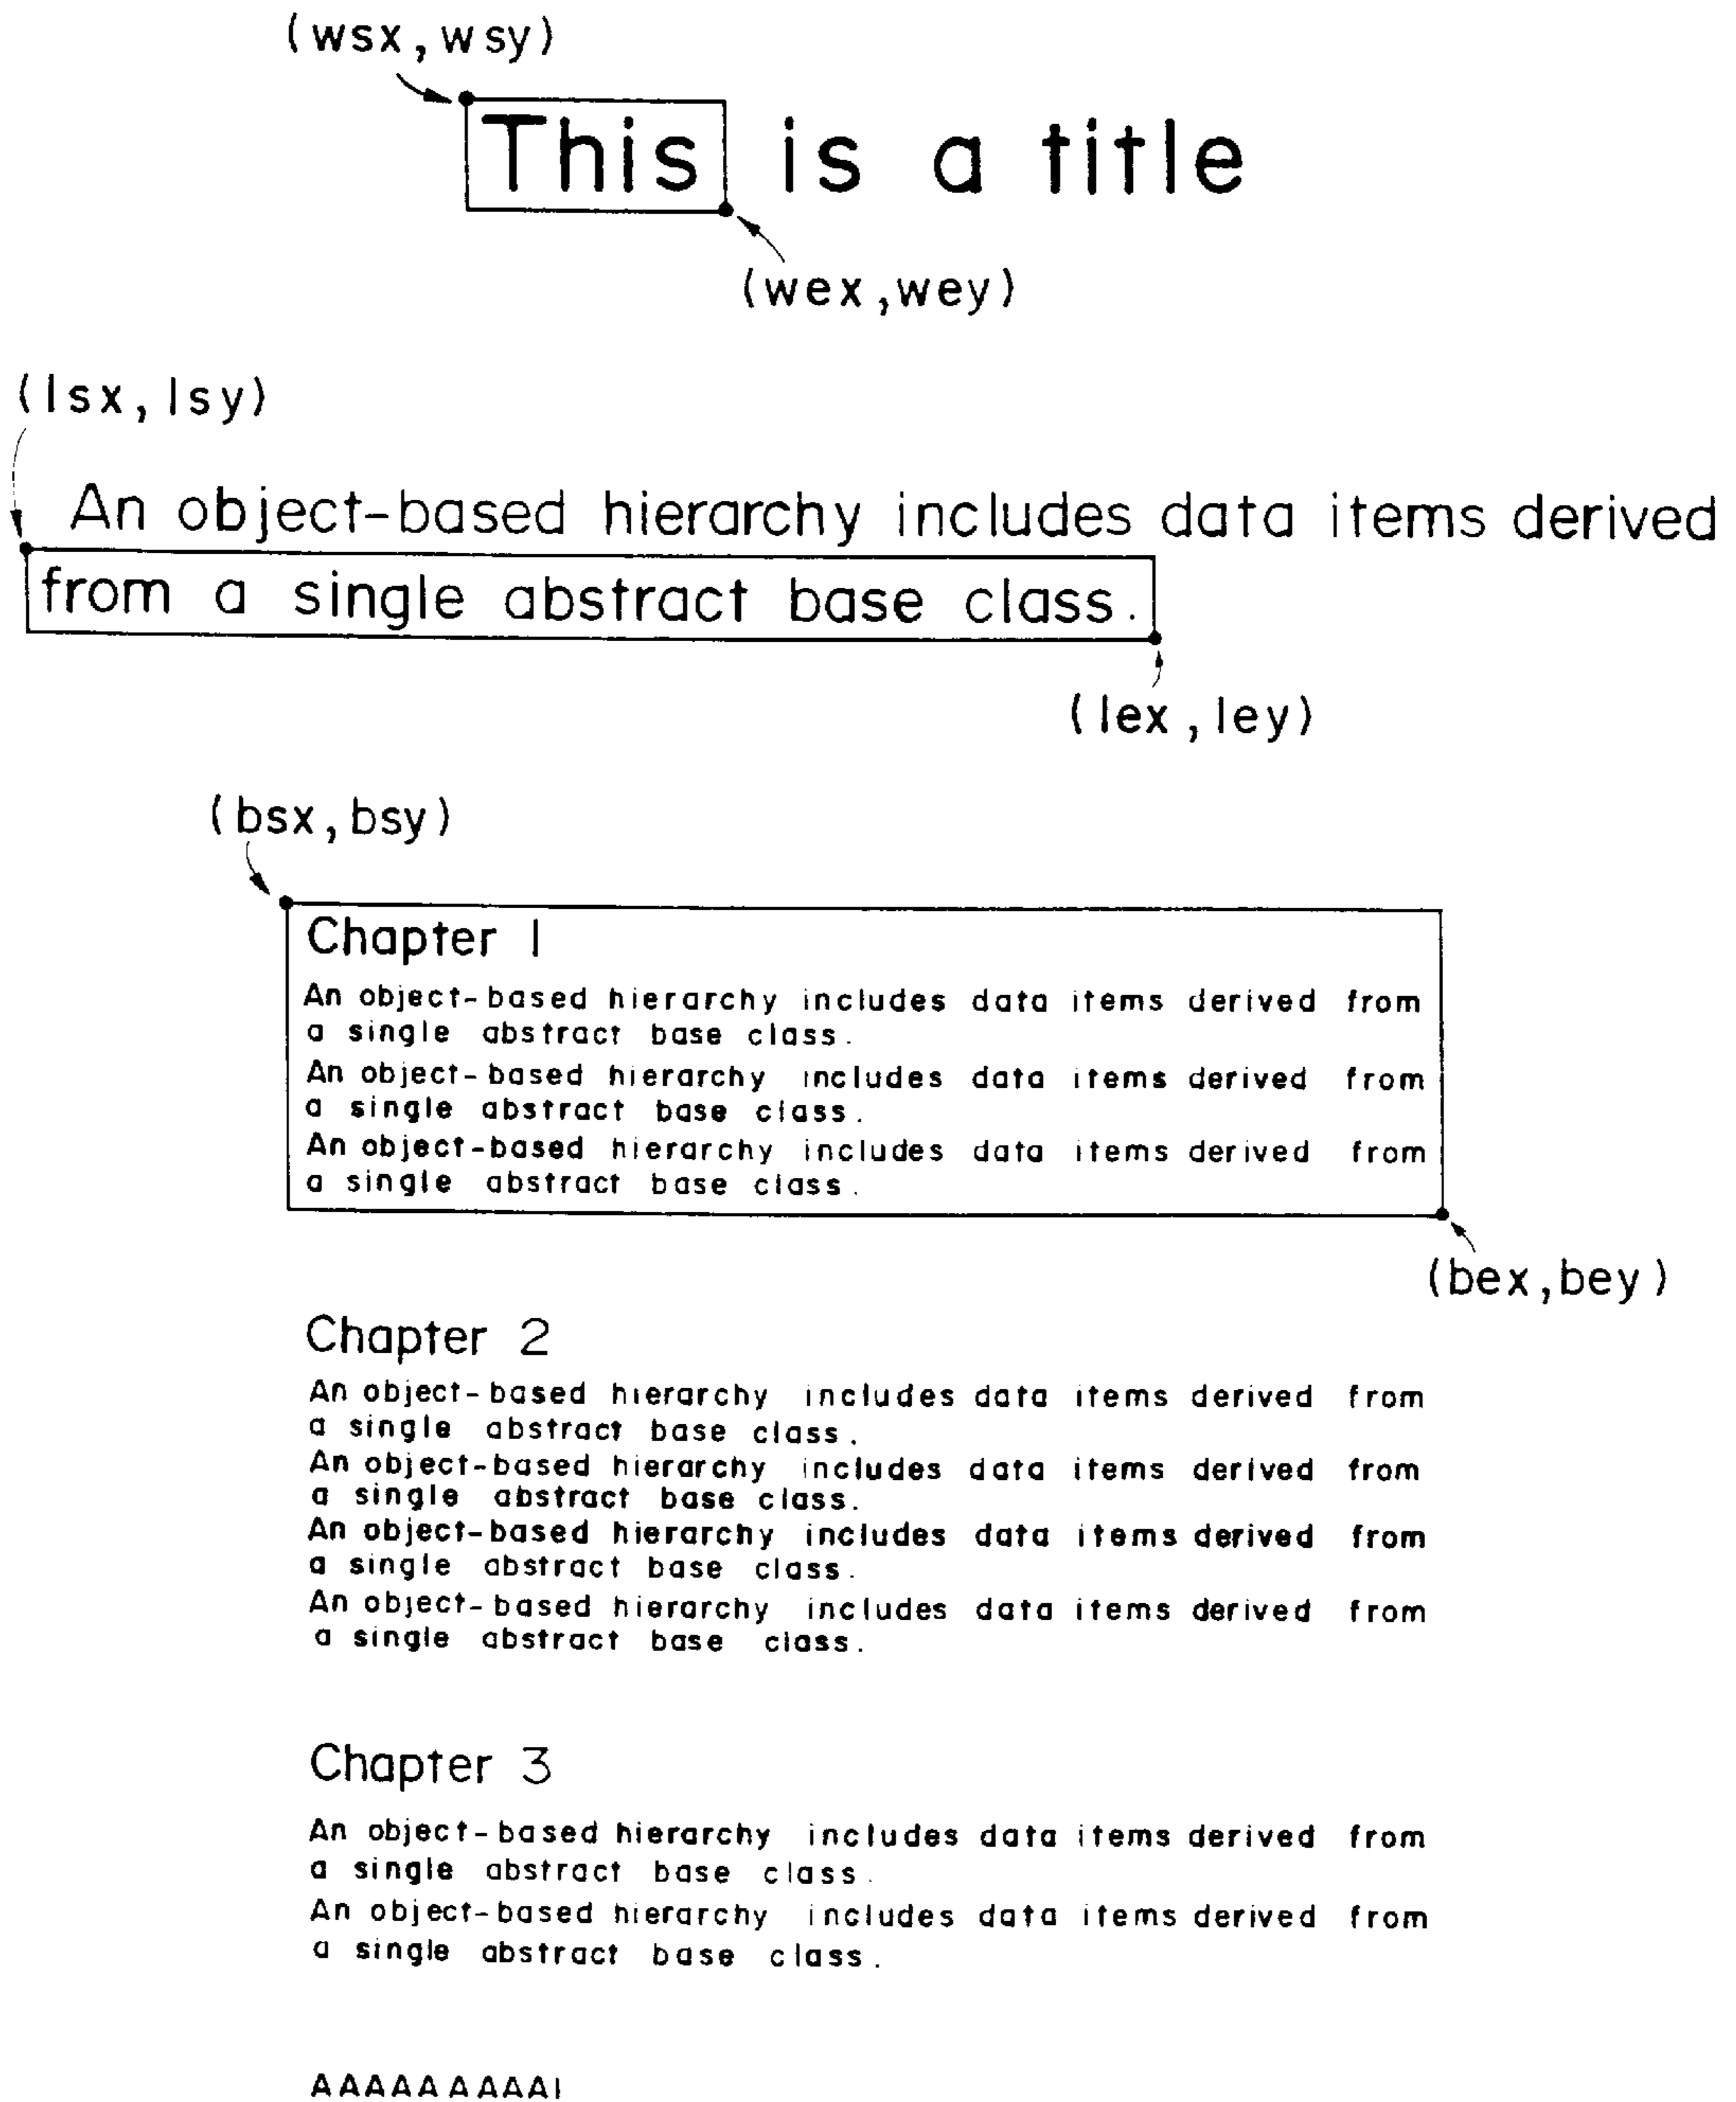 (wsx,wsy)
This is a title
(wex,wey)
(lsx,lsy)
An object-based hierarchy includes data items derived
from a single abstract base class.
(lex,ley)
(bsx,bsy)
Chapter 1
An object-based hierarchy includes data items derived from
a single abstract base class.
An object-based hierarchy includes data items derived from
a single abstract base class.
An object-based hierarchy includes data items derived from
a single abstract base class.
(bex,bey)
Chapter 2
An object-based hierarchy includes data items derived from
a single abstract base class.
An object-based hierarchy includes data items derived from
a single abstract base class.
An object-based hierarchy includes data items derived from
a single abstract base class.
An object-based hierarchy includes data items derived from
a single abstract base class.
Chapter 3
An object-based hierarchy includes data items derived from
a single abstract base class.
An object-based hierarchy includes data items derived from
a single abstract base class.
AAAAAAAAA1